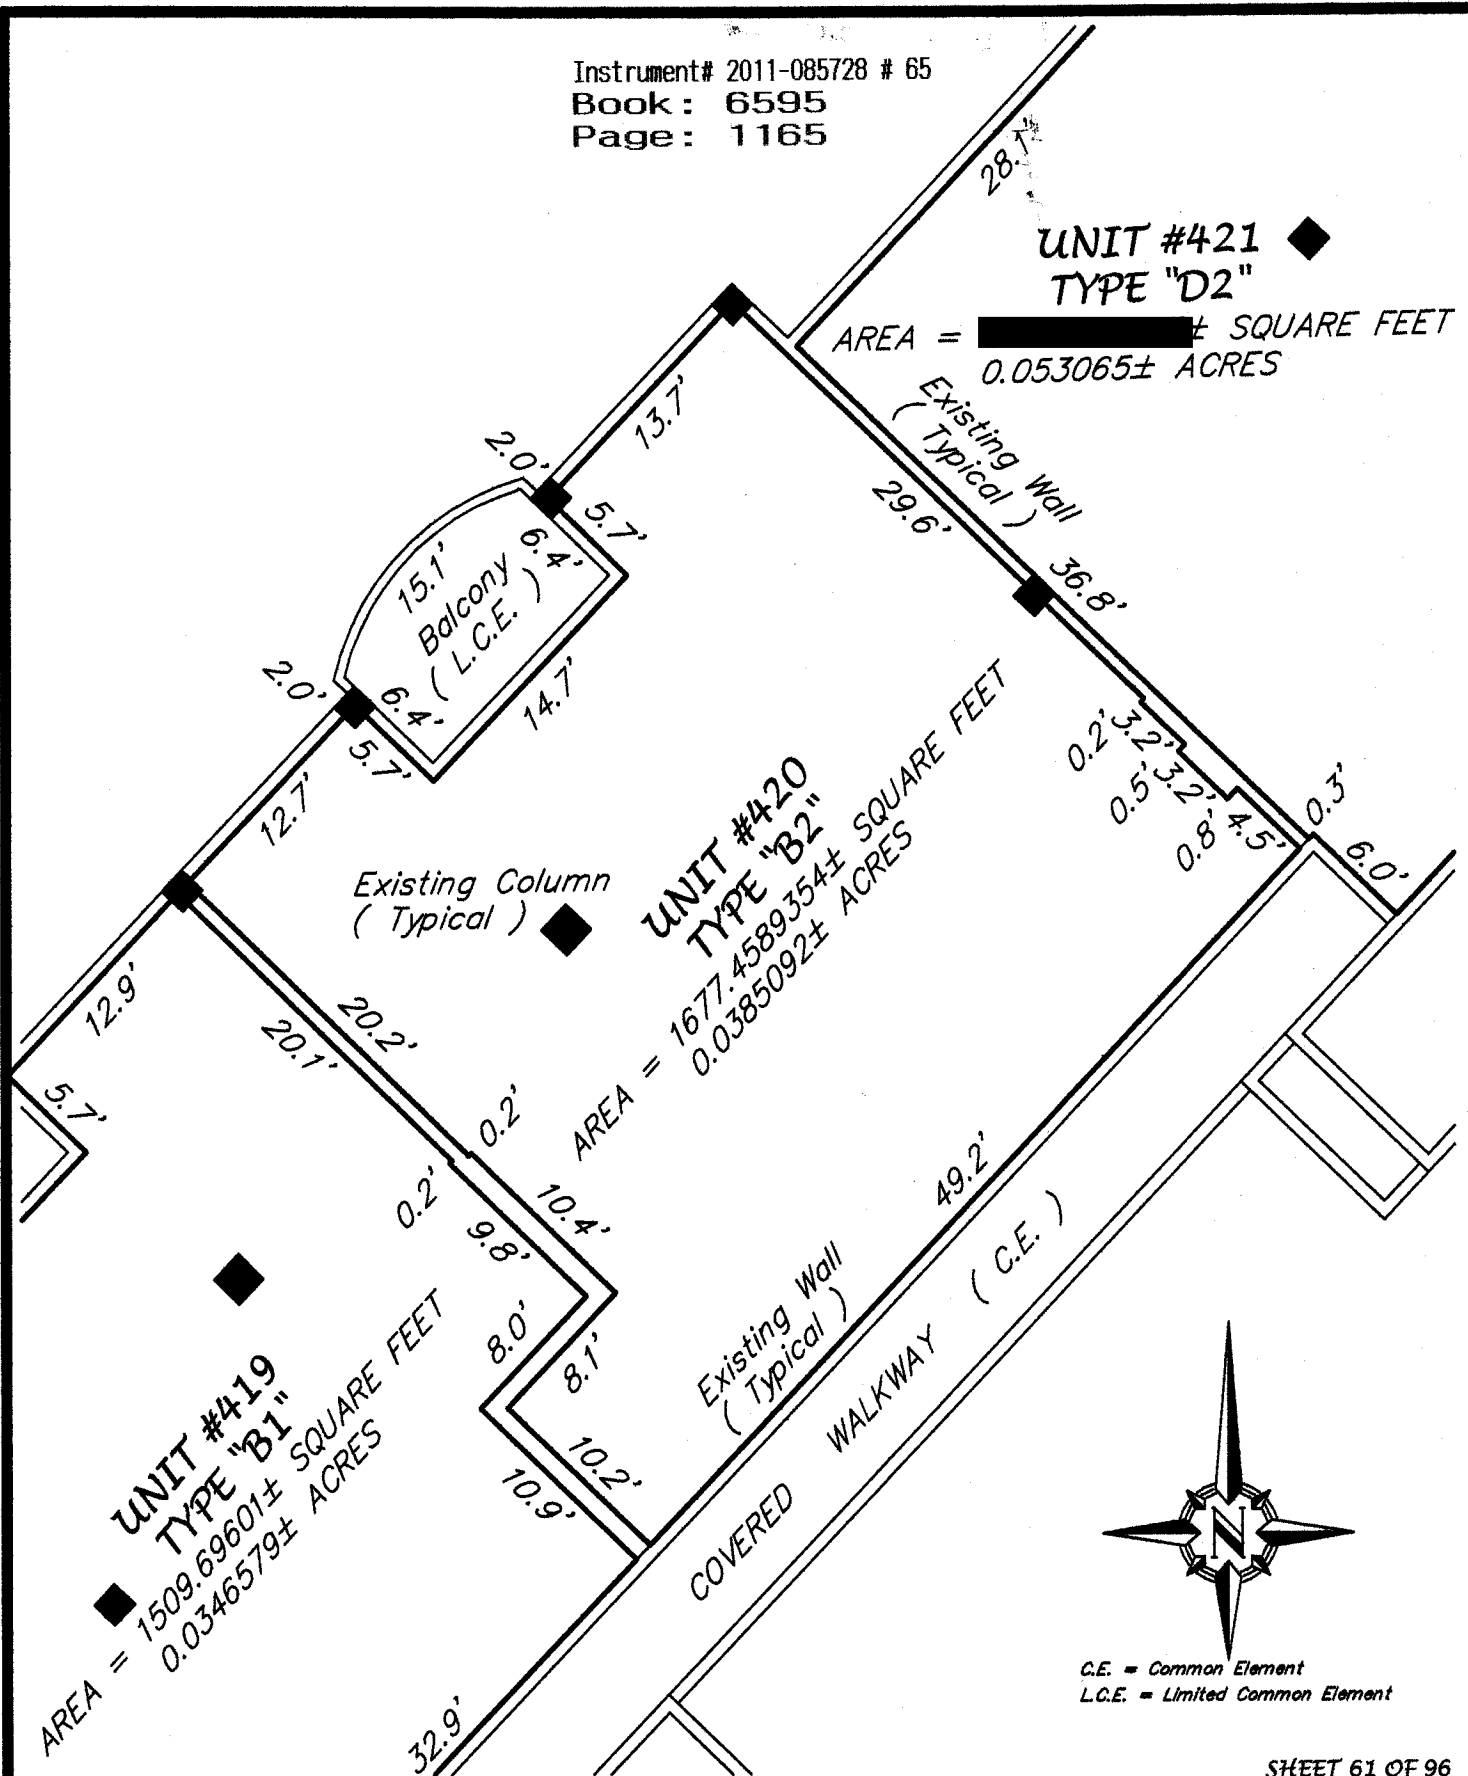 Instrument# 2011-085728 # 65
Book: 6595
Page: 1165
28.1'
UNIT #421
TYPE "D2"
AREA = ± SQUARE FEET
0.053065± ACRES
Existing Wall
( Typical )
13.7'
2.0'
5.7'
6.4'
29.6'
36.8'
15.1'
Balcony
( L.C.E. )
2.0'
6.4'
5.7'
14.7'
12.7'
0.2'
3.2'
0.5'
3.2'
0.8'
4.5'
0.3'
6.0'
UNIT #420
TYPE "B2"
AREA = 1677.4589354± SQUARE FEET
0.0385092± ACRES
Existing Column
( Typical )
12.9'
20.2'
20.1'
5.7'
0.2'
0.2'
10.4'
9.8'
49.2'
8.0'
8.1'
Existing Wall
( Typical )
10.2'
10.9'
COVERED WALKWAY ( C.E. )
UNIT #419
TYPE "B1"
AREA = 1509.69601± SQUARE FEET
0.0346579± ACRES
32.9'
N
C.E. = Common Element
L.C.E. = Limited Common Element
SHEET 61 OF 96